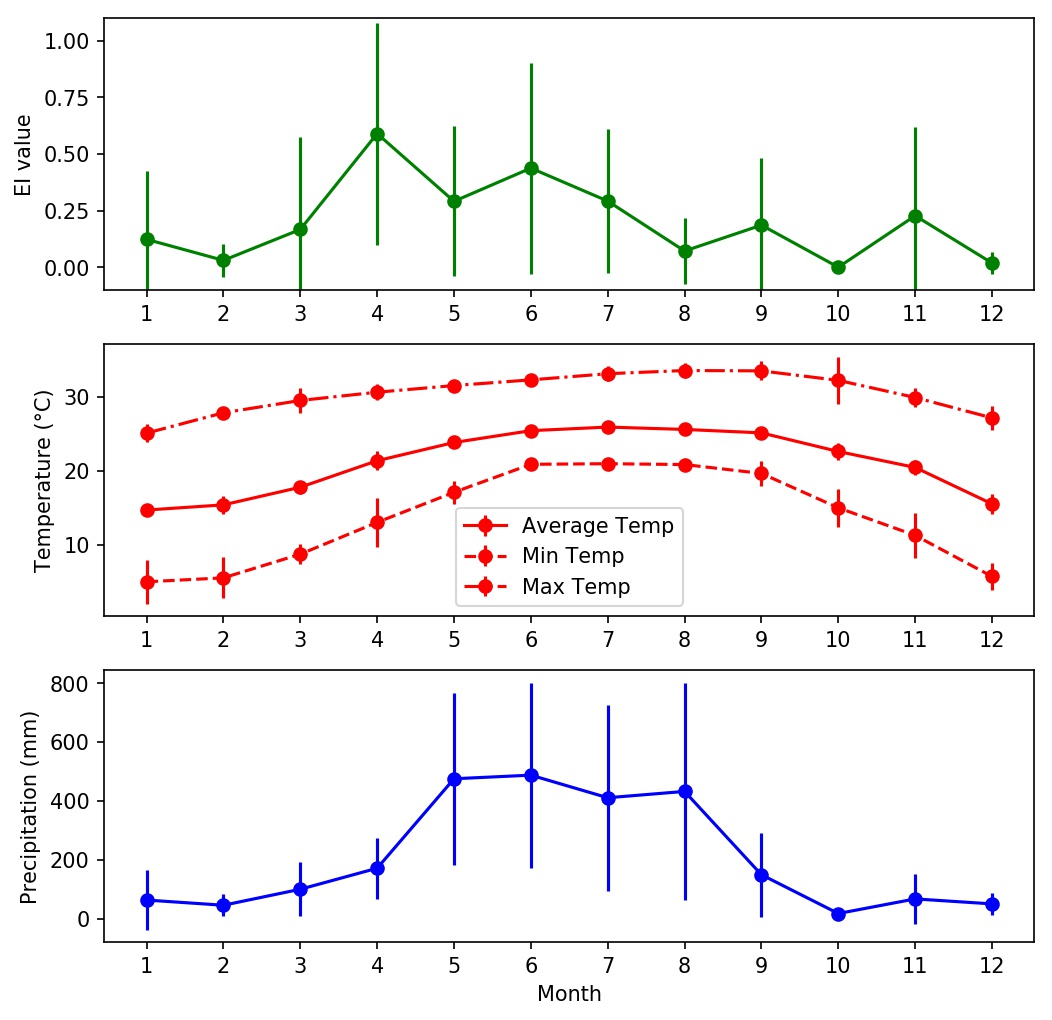 1.00
0.75
0.50
0.25
0.00
EI value
1 2 3 4 5 6 7 8 9 10 11 12
30
20
10
Temperature (°C)
Average Temp
Min Temp
Max Temp
1 2 3 4 5 6 7 8 9 10 11 12
800
600
400
200
0
Precipitation (mm)
1 2 3 4 5 6 7 8 9 10 11 12
Month